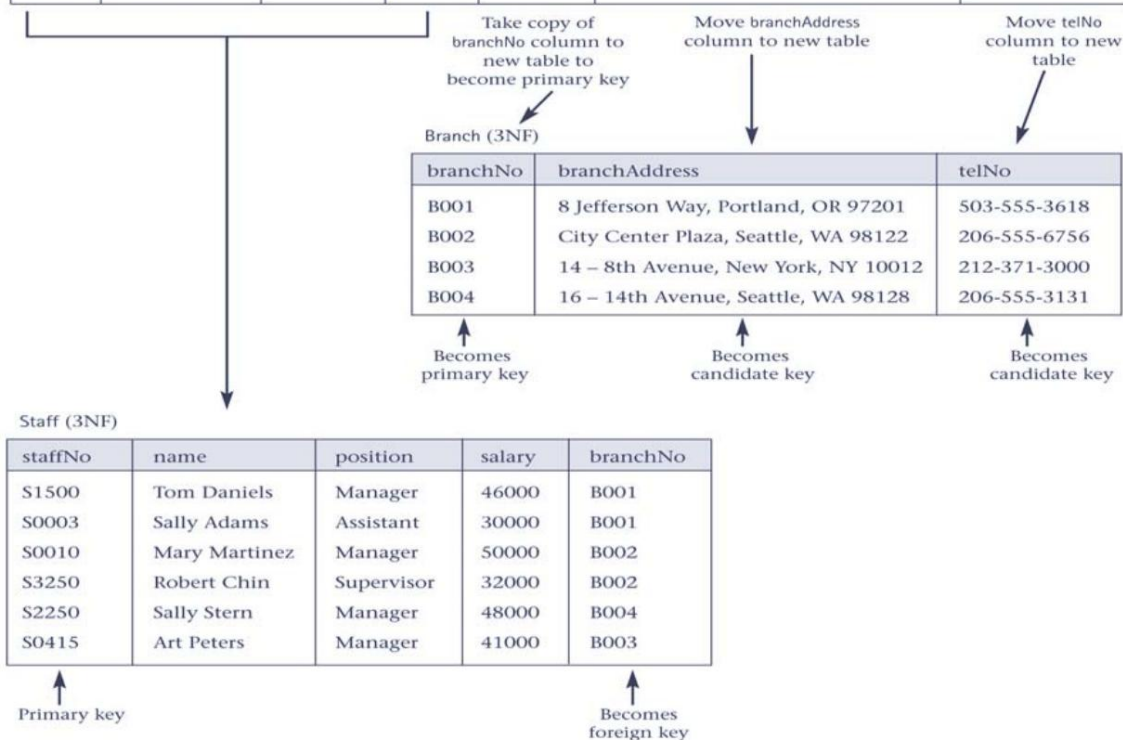 Take copy of
branchNo column to
new table to
become primary key
Move branchAddress
column to new table
Move telNo
column to new
table
Branch (3NF)
branchNo branchAddress telNo
B001 8 Jefferson Way, Portland, OR 97201 503-555-3618
B002 City Center Plaza, Seattle, WA 98122 206-555-6756
B003 14 – 8th Avenue, New York, NY 10012 212-371-3000
B004 16 – 14th Avenue, Seattle, WA 98128 206-555-3131
Becomes
primary key
Becomes
candidate key
Becomes
candidate key
Staff (3NF)
staffNo name position salary branchNo
S1500 Tom Daniels Manager 46000 B001
S0003 Sally Adams Assistant 30000 B001
S0010 Mary Martinez Manager 50000 B002
S3250 Robert Chin Supervisor 32000 B002
S2250 Sally Stern Manager 48000 B004
S0415 Art Peters Manager 41000 B003
Primary key
Becomes
foreign key